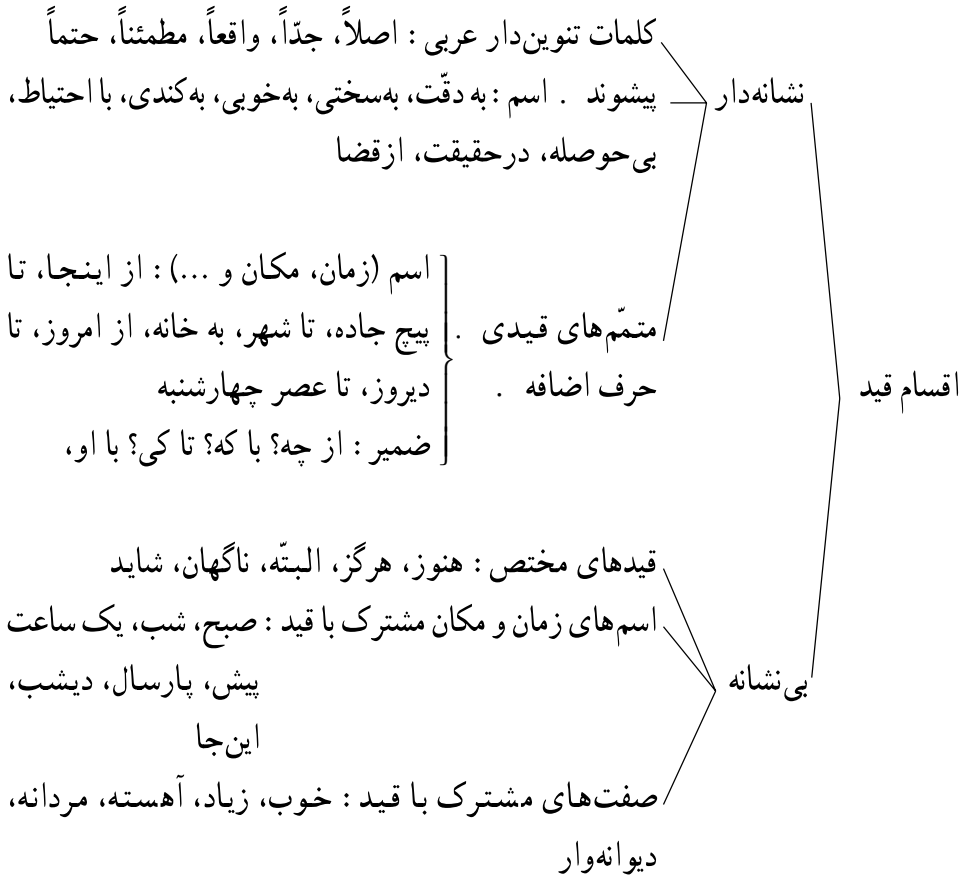 اقسام قید
نشانه‌دار
کلمات تنوین‌دار عربی : اصلاً، جدّاً، واقعاً، مطمئناً، حتماً
پیشوند . اسم : به دقّت، به‌سختی، به‌خوبی، به‌کندی، با احتیاط،
بی‌حوصله، درحقیقت، ازقضا
متمّم‌های قیدی .
حرف اضافه .
اسم (زمان، مکان و ...) : از اینجا، تا
پیچ جاده، تا شهر، به خانه، از امروز، تا
دیروز، تا عصر چهارشنبه
ضمیر : از چه؟ با که؟ تا کی؟ با او،
بی‌نشانه
قیدهای مختص : هنوز، هرگز، البتّه، ناگهان، شاید
اسم‌های زمان و مکان مشترک با قید : صبح، شب، یک ساعت
پیش، پارسال، دیشب،
این‌جا
صفت‌های مشترک با قید : خوب، زیاد، آهسته، مردانه،
دیوانه‌وار